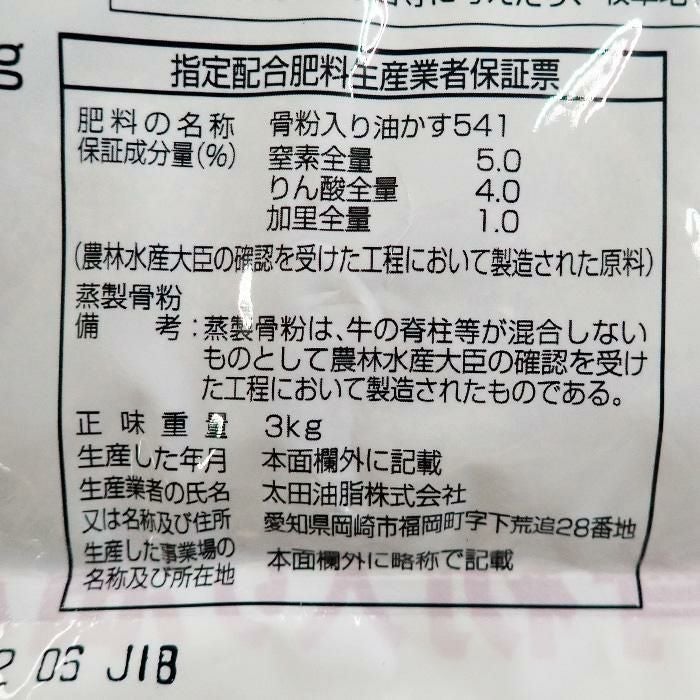 g
指定配合肥料生産業者保証票
肥料の名称 骨粉入り油かす541
保証成分量(%) 窒素全量 5.0
りん酸全量 4.0
加里全量 1.0
(農林水産大臣の確認を受けた工程において製造された原料)
蒸製骨粉
備 考:蒸製骨粉は、牛の脊柱等が混合しない
ものとして農林水産大臣の確認を受け
た工程において製造されたものである。
正味重量 3kg
生産した年月 本面欄外に記載
生産業者の氏名 太田油脂株式会社
又は名称及び住所 愛知県岡崎市福岡町字下荒追28番地
生産した事業場の 本面欄外に略称で記載
名称及び所在地
2 06 JIB